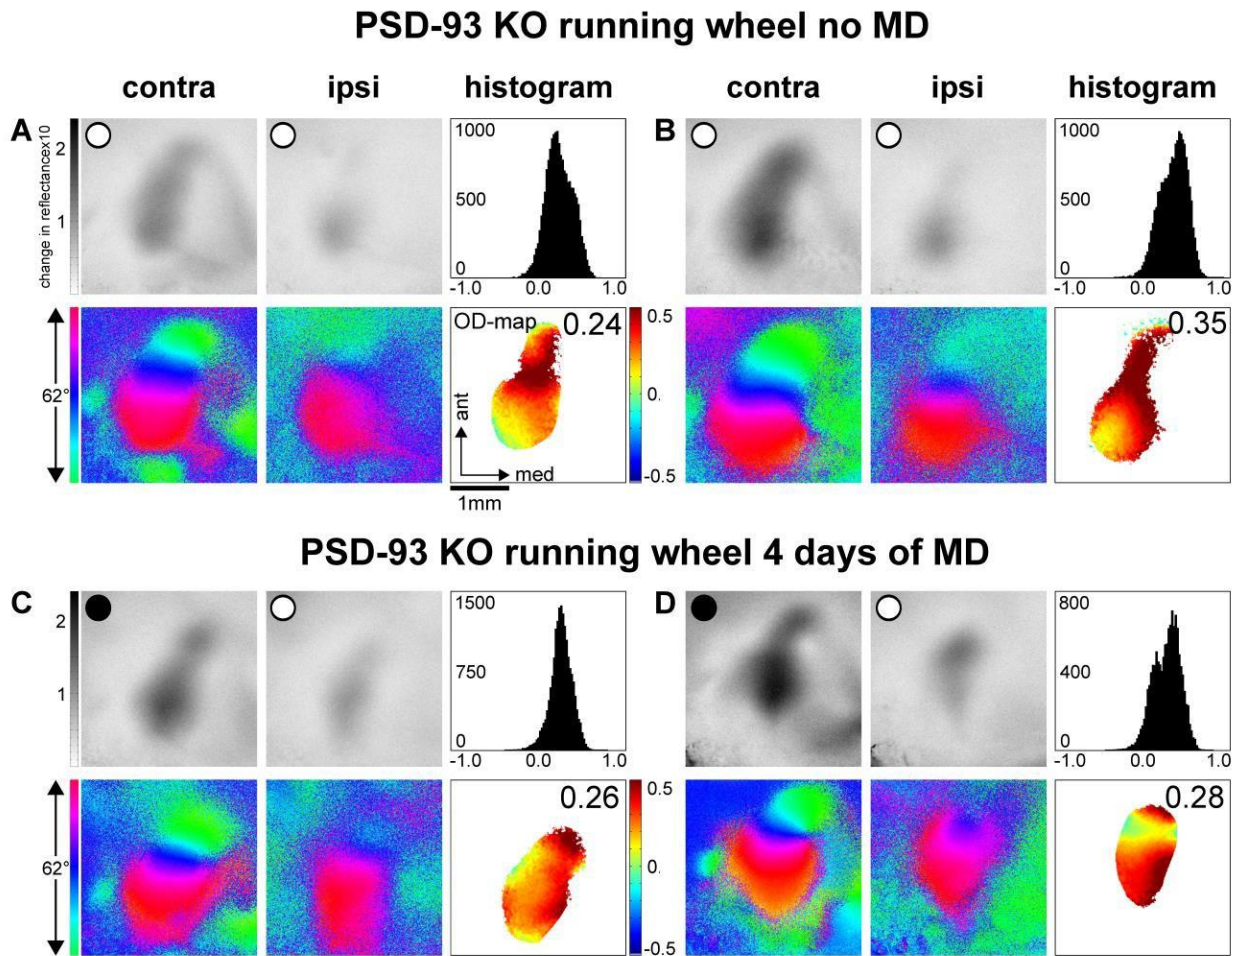 PSD-93 KO running wheel no MD
contra ipsi histogram contra ipsi histogram
A
change in reflectancex10
2
1
1000
500
0
-1.0 0.0 1.0
B
1000
500
0
-1.0 0.0 1.0
62°
OD-map 0.24
ant
med
1mm
0.5
0.
-0.5
0.35
PSD-93 KO running wheel 4 days of MD
C
2
1
1500
750
0
-1.0 0.0 1.0
D
800
400
0
-1.0 0.0 1.0
62°
0.26
0.5
0.
-0.5
0.28